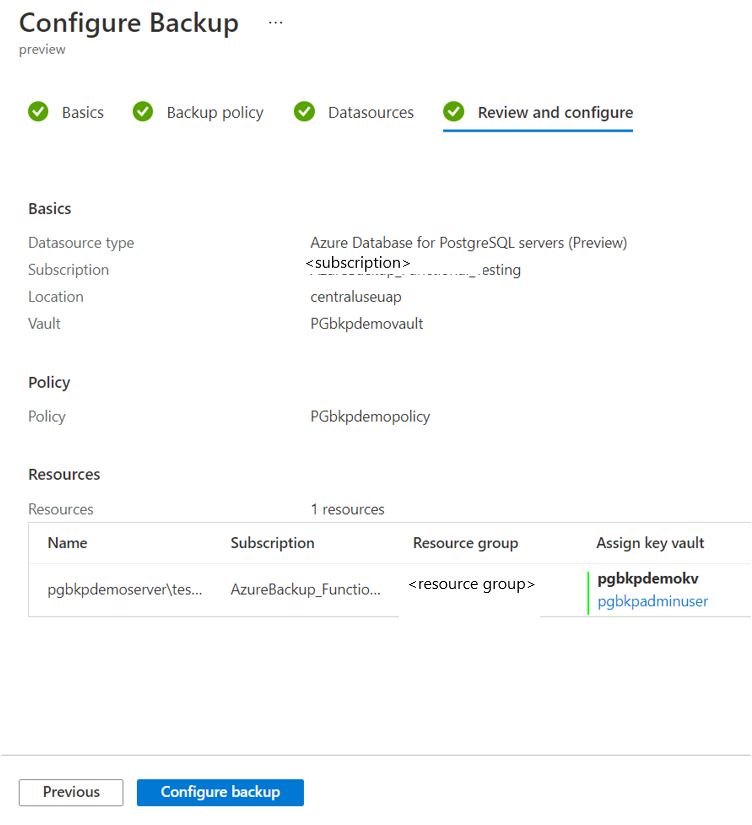 Configure Backup ...
preview
Basics Backup policy Datasources Review and configure
Basics
Datasource type Azure Database for PostgreSQL servers (Preview)
Subscription <subscription> Testing
Location centraluseuap
Vault PGbkpdemovault
Policy
Policy PGbkpdemopolicy
Resources
Resources 1 resources
Name Subscription Resource group Assign key vault
pgbkpdemoserver\tes... AzureBackup_Functio... <resource group> pgbkpdemokv
pgbkpadminuser
Previous Configure backup